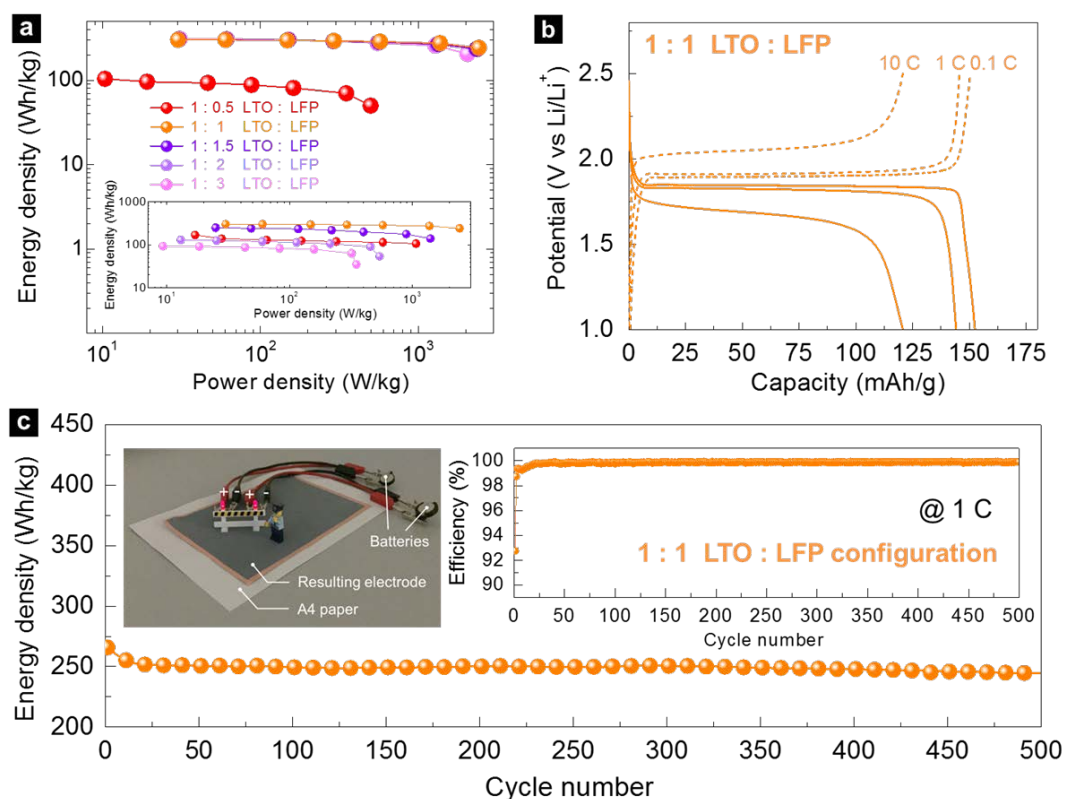 a
Energy density (Wh/kg)
100
10
1
1 : 0.5 LTO : LFP
1 : 1 LTO : LFP
1 : 1.5 LTO : LFP
1 : 2 LTO : LFP
1 : 3 LTO : LFP
Energy density (Wh/kg)
1000
100
10
10¹ 10² 10³
Power density (W/kg)
10¹ 10² 10³
Power density (W/kg)
b
1 : 1 LTO : LFP
10 C 1 C 0.1 C
Potential (V vs Li/Li⁺)
2.5
2.0
1.5
1.0
0 25 50 75 100 125 150 175
Capacity (mAh/g)
c
Energy density (Wh/kg)
450
400
350
300
250
200
+ - + -
Batteries
Resulting electrode
A4 paper
Efficiency (%)
100
98
96
94
92
90
@ 1 C
1 : 1 LTO : LFP configuration
0 50 100 150 200 250 300 350 400 450 500
Cycle number
0 50 100 150 200 250 300 350 400 450 500
Cycle number